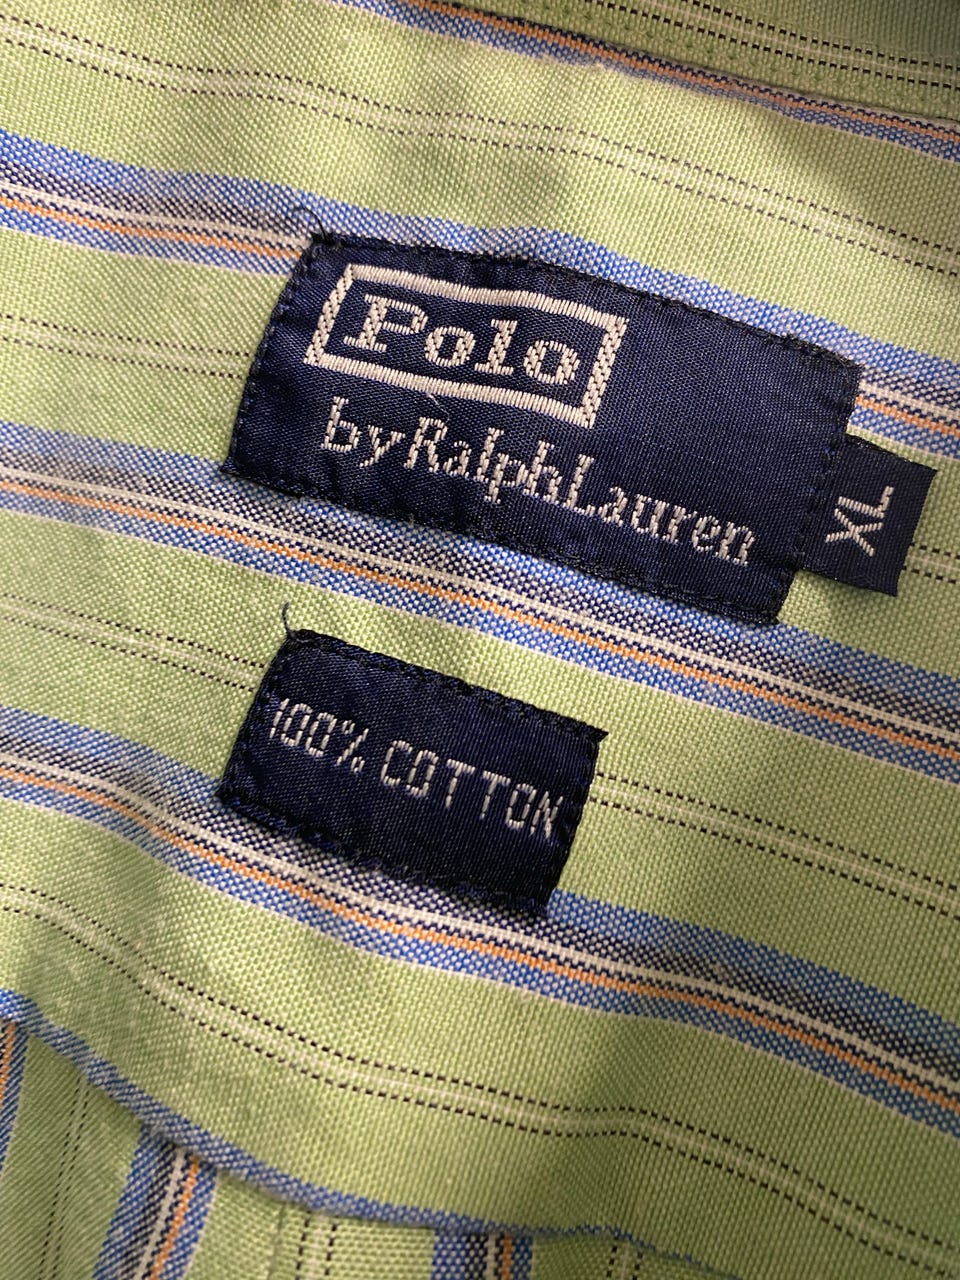 Polo
by Ralph Lauren
XL
100% COTTON